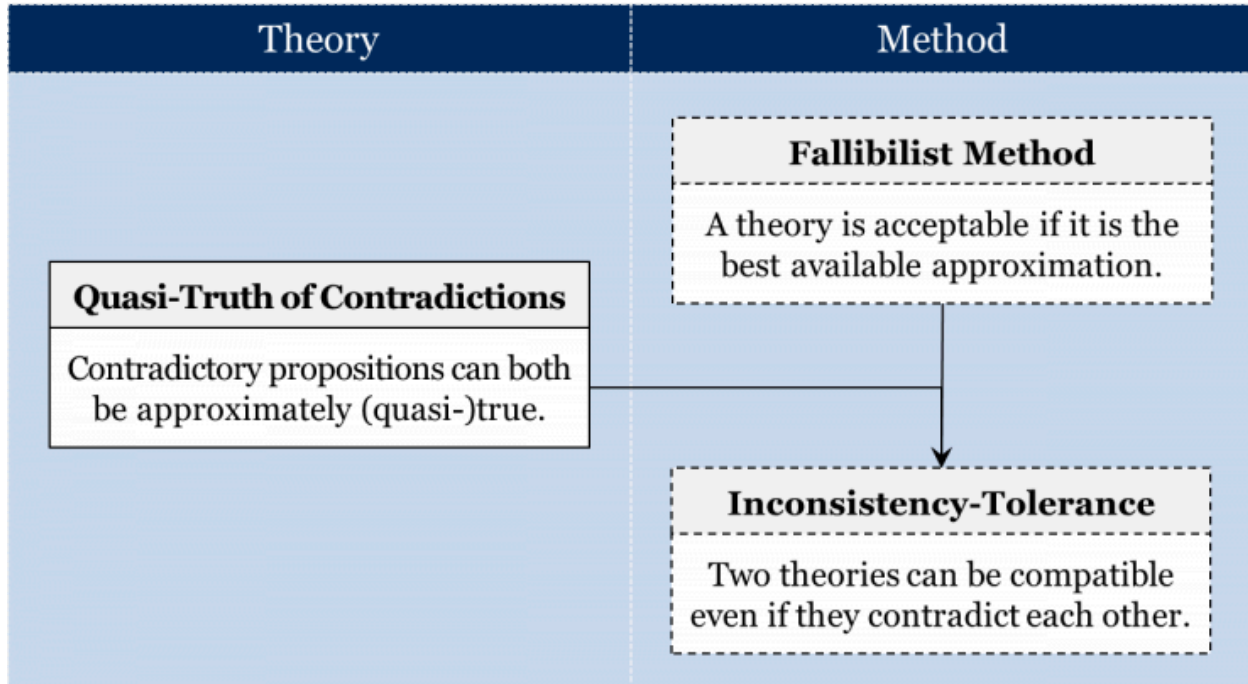 Theory
Method
Fallibilist Method
A theory is acceptable if it is the
best available approximation.
Quasi-Truth of Contradictions
Contradictory propositions can both
be approximately (quasi-)true.
Inconsistency-Tolerance
Two theories can be compatible
even if they contradict each other.